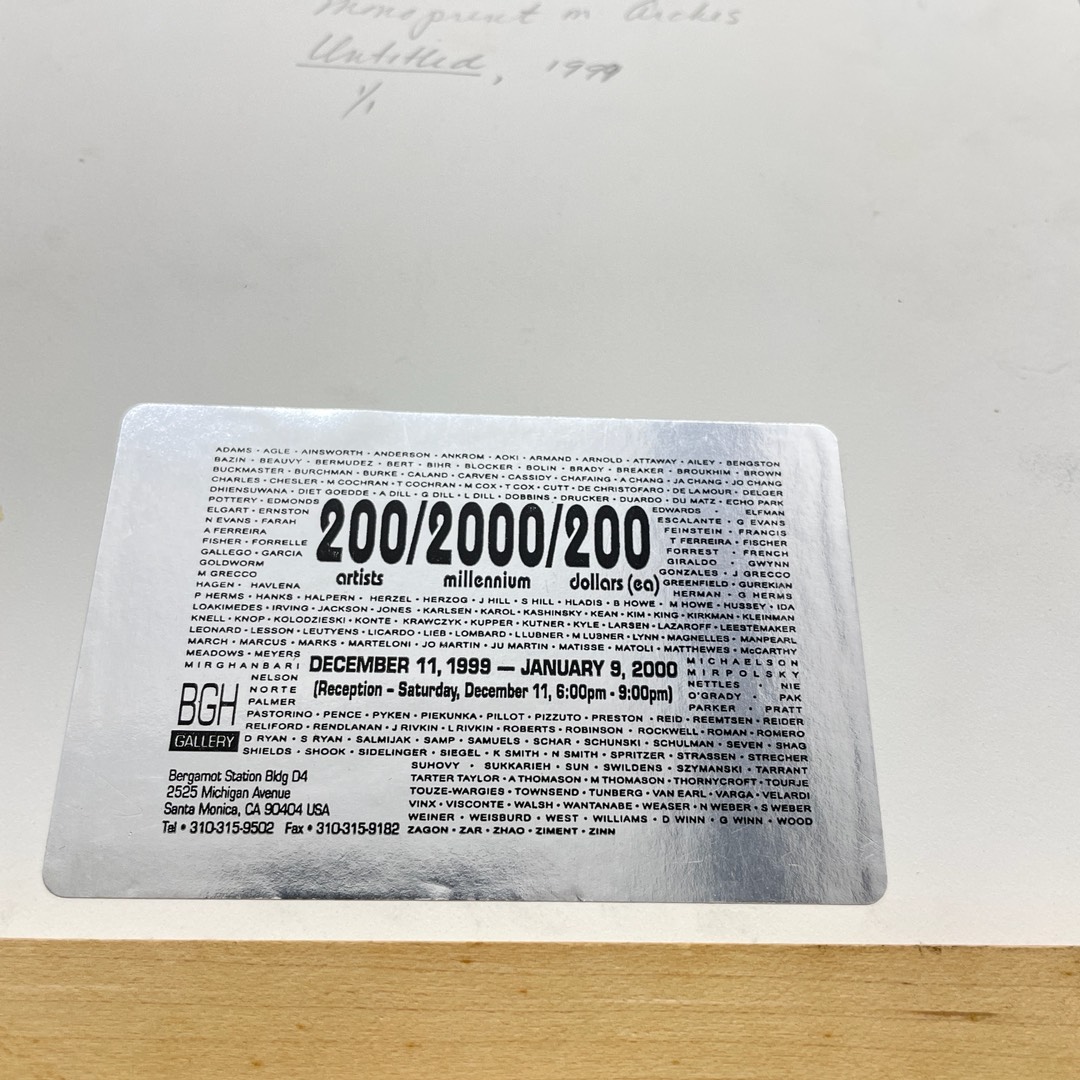 Monoprint on Arches
Untitled, 1999
1/1
ADAMS • AGLE • AINSWORTH • ANDERSON • ANKROM • AOKI • ARMAND • ARNOLD • ATTAWAY • AILEY • BENGSTON
BAZIN • BEAUVY • BERMUDEZ • BERT • BIHR • BLOCKER • BOLIN • BRADY • BREAKER • BROUKHIM • BROWN
BUCKMASTER • BURCHMAN • BURKE • CALAND • CARVEN • CASSIDY • CHAFAING • A CHANG • JA CHANG • JO CHANG
CHARLES • CHESLER • M COCHRAN • T COCHRAN • M COX • T COX • CUTT • DE CHRISTOFARO • DE LAMOUR • DELGER
DHIENSUWANA • DIET GOEDDE • A DILL • G DILL • L DILL • DOBBINS • DRUCKER • DUARDO • DU MATZ • ECHO PARK
POTTERY • EDMONDS
ELGART • ERNSTON
N EVANS • FARAH
A FERREIRA
FISHER • FORRELLE
GALLEGO • GARCIA
GOLDWORM
M GRECCO
HAGEN • HAVLENA
200/2000/200
artists millennium dollars (ea)
EDWARDS • ELFMAN
ESCALANTE • G EVANS
FEINSTEIN • FRANCIS
T FERREIRA • FISCHER
FORREST • FRENCH
GIRALDO • GWYNN
GONZALES • J GRECCO
GREENFIELD • GUREKIAN
HERMAN • G HERMS
P HERMS • HANKS • HALPERN • HERZEL • HERZOG • J HILL • S HILL • HLADIS • B HOWE • M HOWE • HUSSEY • IDA
LOAKIMEDES • IRVING • JACKSON • JONES • KARLSEN • KAROL • KASHINSKY • KEAN • KIM • KING • KIRKMAN • KLEINMAN
KNELL • KNOP • KOLODZIESKI • KONTE • KRAWCZYK • KUPPER • KUTNER • KYLE • LARSEN • LAZAROFF • LEESTEMAKER
LEONARD • LESSON • LEUTYENS • LICARDO • LIEB • LOMBARD • L LUBNER • M LUBNER • LYNN • MAGNELLES • MANPEARL
MARCH • MARCUS • MARKS • MARTELONI • JO MARTIN • JU MARTIN • MATISSE • MATOLI • MATTHEWES • McCARTHY
MEADOWS • MEYERS
MIRGHANBARI
NELSON
NORTE
PALMER
DECEMBER 11, 1999 — JANUARY 9, 2000
(Reception – Saturday, December 11, 6:00pm - 9:00pm)
MICHAELSON
MIRPOLSKY
NETTLES • NIE
O'GRADY • PAK
PARKER • PRATT
BGH
GALLERY
PASTORINO • PENCE • PYKEN • PIEKUNKA • PILLOT • PIZZUTO • PRESTON • REID • REEMTSEN • REIDER
RELIFORD • RENDLANAN • J RIVKIN • L RIVKIN • ROBERTS • ROBINSON • ROCKWELL • ROMAN • ROMERO
D RYAN • S RYAN • SALMIJAK • SAMP • SAMUELS • SCHAR • SCHUNSKI • SCHULMAN • SEVEN • SHAG
SHIELDS • SHOOK • SIDELINGER • SIEGEL • K SMITH • N SMITH • SPRITZER • STRASSEN • STRECHER
SUHOVY • SUKKARIEH • SUN • SWILDENS • SZYMANSKI • TARRANT
TARTER TAYLOR • A THOMASON • M THOMASON • THORNYCROFT • TOURJE
TOUZE-WARGIES • TOWNSEND • TUNBERG • VAN EARL • VARGA • VELARDI
VINX • VISCONTE • WALSH • WANTANABE • WEASER • N WEBER • S WEBER
WEINER • WEISBURD • WEST • WILLIAMS • D WINN • G WINN • WOOD
ZAGON • ZAR • ZHAO • ZIMENT • ZINN
Bergamot Station Bldg D4
2525 Michigan Avenue
Santa Monica, CA 90404 USA
Tel • 310-315-9502 Fax • 310-315-9182